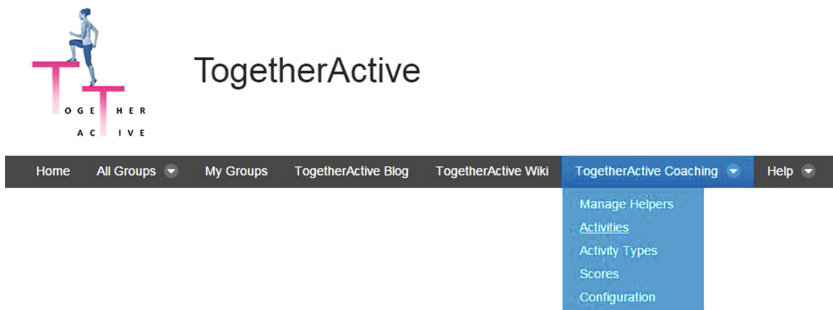 TogetherActive
TOGETHER
ACTIVE
Home All Groups My Groups TogetherActive Blog TogetherActive Wiki TogetherActive Coaching Help
Manage Helpers
Activities
Activity Types
Scores
Configuration